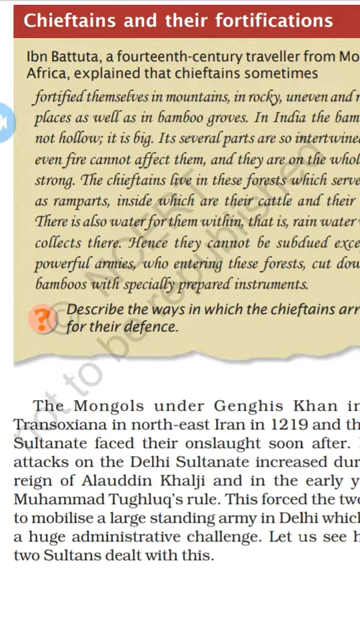 Chieftains and their fortifications
Ibn Battuta, a fourteenth-century traveller from Mo
Africa, explained that chieftains sometimes
fortified themselves in mountains, in rocky, uneven and r
places as well as in bamboo groves. In India the bam
not hollow; it is big. Its several parts are so intertwine
even fire cannot affect them, and they are on the whol
strong. The chieftains live in these forests which serve
as ramparts, inside which are their cattle and their
There is also water for them within, that is, rain water
collects there. Hence they cannot be subdued exce
powerful armies, who entering these forests, cut dow
bamboos with specially prepared instruments.
? Describe the ways in which the chieftains arr
for their defence.
The Mongols under Genghis Khan in
Transoxiana in north-east Iran in 1219 and th
Sultanate faced their onslaught soon after.
attacks on the Delhi Sultanate increased dur
reign of Alauddin Khalji and in the early y
Muhammad Tughluq's rule. This forced the two
to mobilise a large standing army in Delhi which
a huge administrative challenge. Let us see h
two Sultans dealt with this.
NCERT
not to be republished